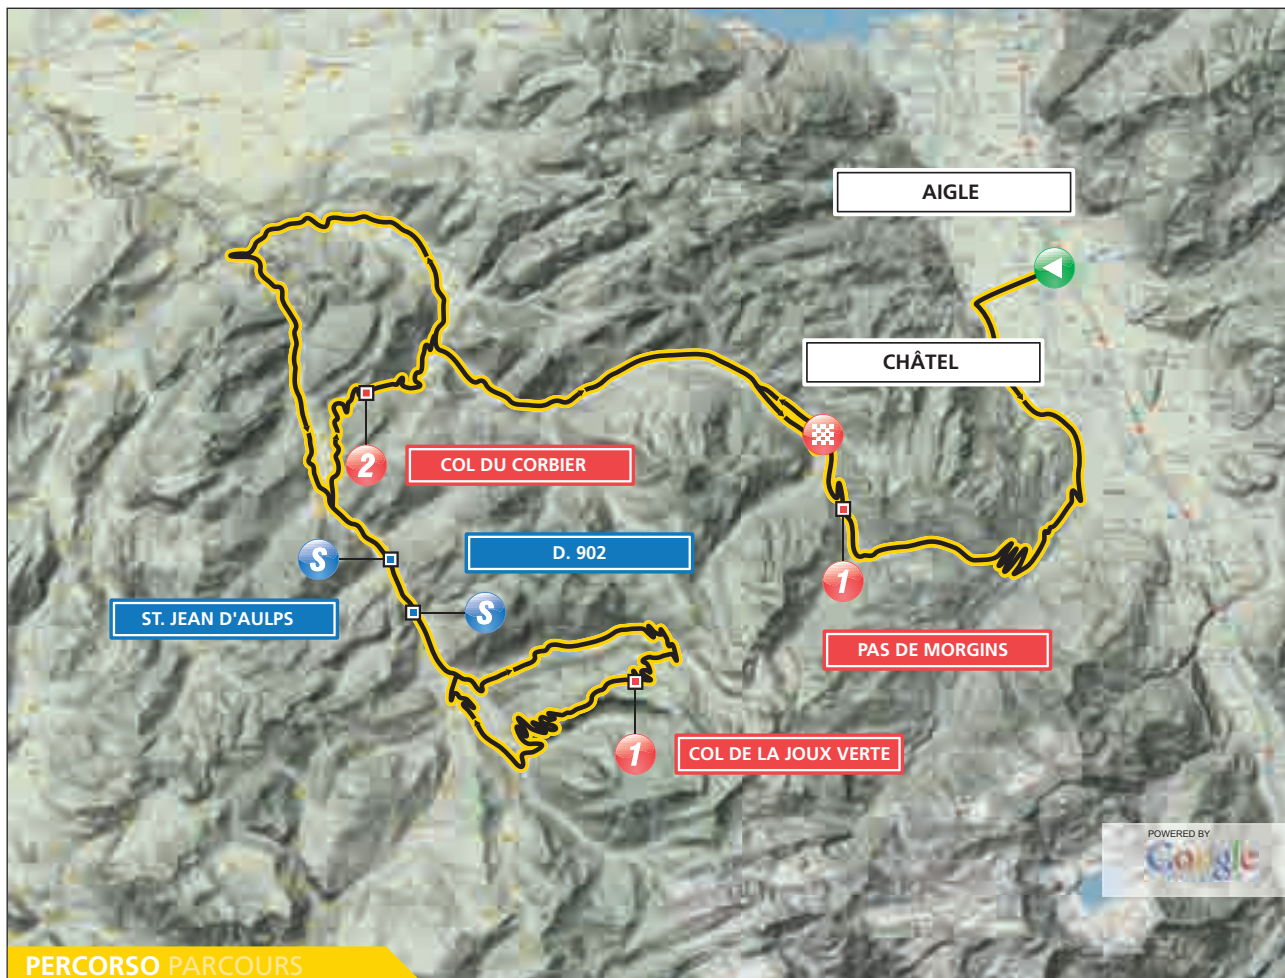 AIGLE
CHÂTEL
2
COL DU CORBIER
S
D. 902
1
ST. JEAN D'AULPS
S
PAS DE MORGINS
1
COL DE LA JOUX VERTE
POWERED BY
Google
PERCORSO PARCOURS